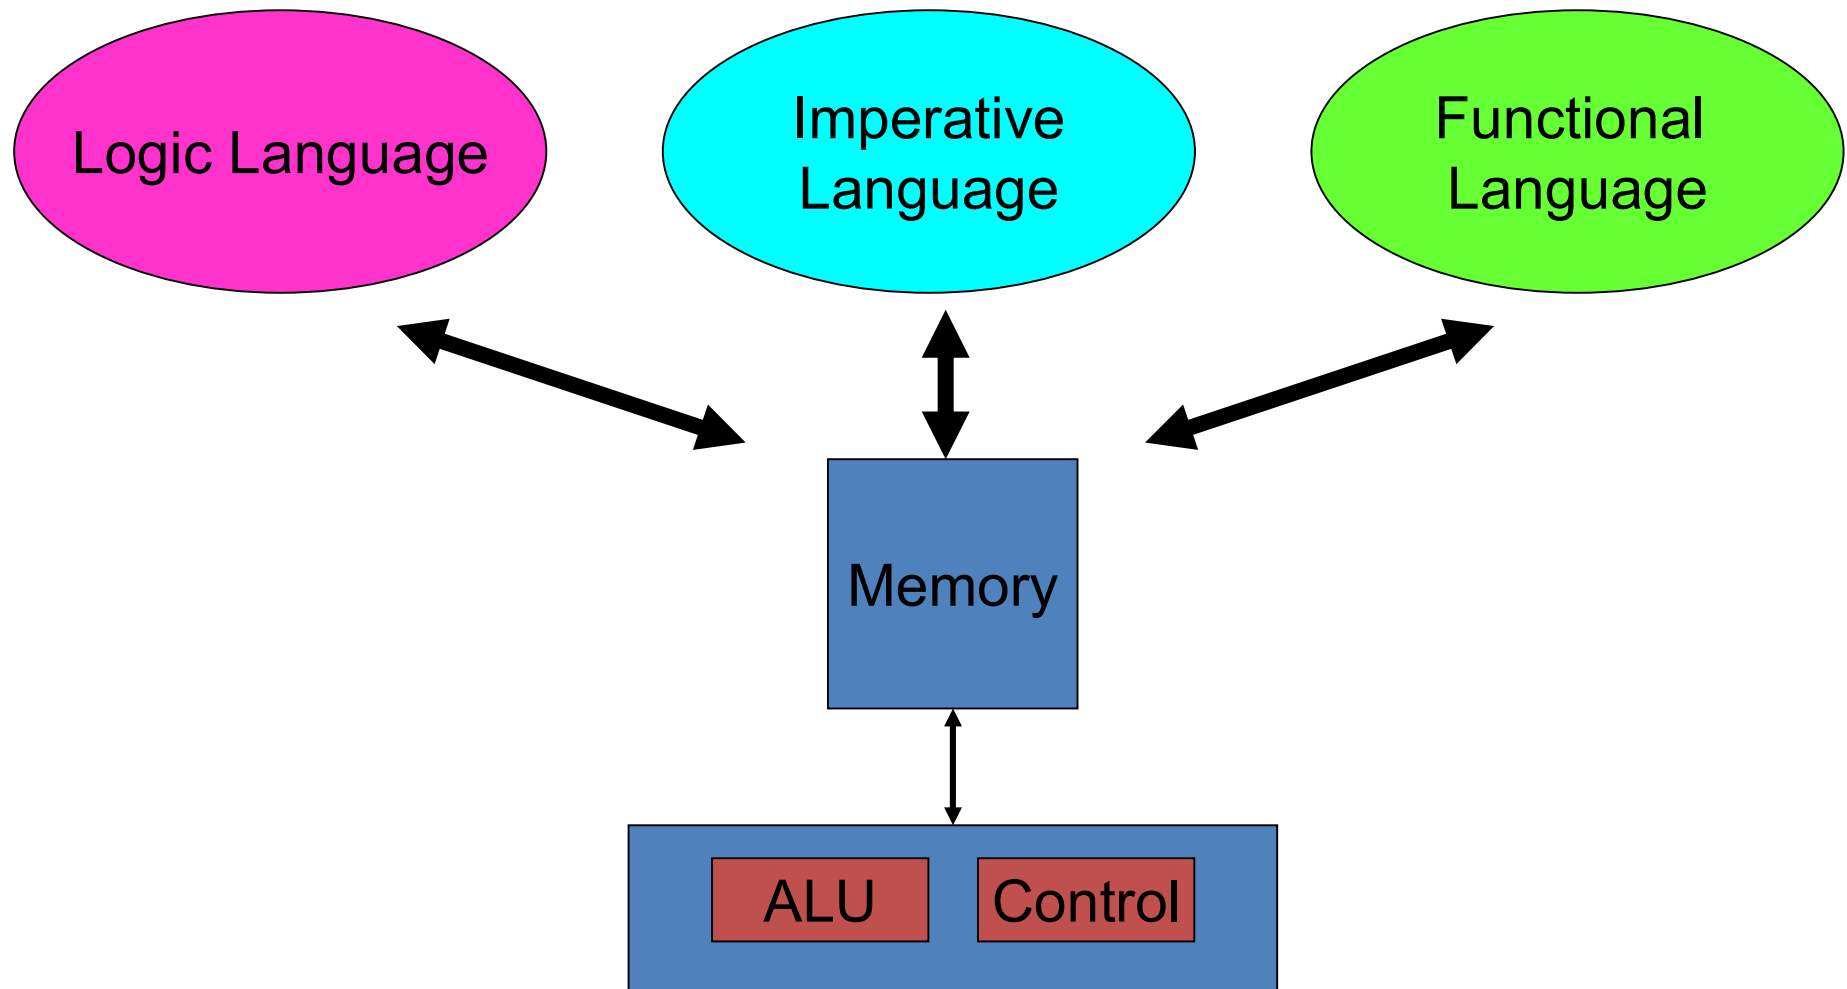 Logic Language
Imperative
Language
Functional
Language
Memory
ALU
Control